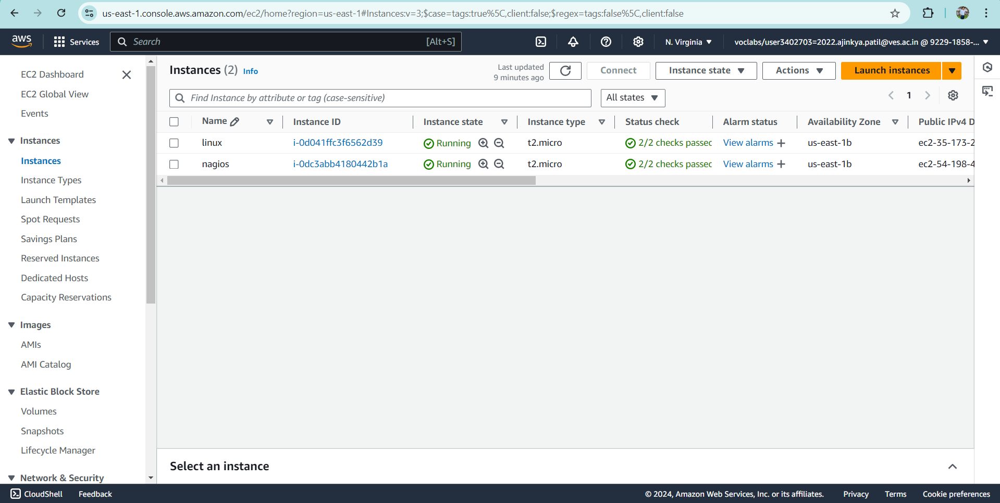 us-east-1.console.aws.amazon.com/ec2/home?region=us-east-1#Instances:v=3;$case=tags:true%5C,client:false;$regex=tags:false%5C,client:false
aws Services Search [Alt+S] N. Virginia voclabs/user3402703=2022.ajinkya.patil@ves.ac.in @ 9229-1858-...
EC2 Dashboard
EC2 Global View
Events
Instances
Instances
Instance Types
Launch Templates
Spot Requests
Savings Plans
Reserved Instances
Dedicated Hosts
Capacity Reservations
Images
AMIs
AMI Catalog
Elastic Block Store
Volumes
Snapshots
Lifecycle Manager
Network & Security
Instances (2) Info
Last updated
9 minutes ago
Connect Instance state Actions Launch instances
Find Instance by attribute or tag (case-sensitive) All states 1
Name Instance ID Instance state Instance type Status check Alarm status Availability Zone Public IPv4 D
linux i-0d041ffc3f6562d39 Running t2.micro 2/2 checks passed View alarms + us-east-1b ec2-35-173-2
nagios i-0dc3abb4180442b1a Running t2.micro 2/2 checks passed View alarms + us-east-1b ec2-54-198-4
Select an instance
CloudShell Feedback © 2024, Amazon Web Services, Inc. or its affiliates. Privacy Terms Cookie preferences